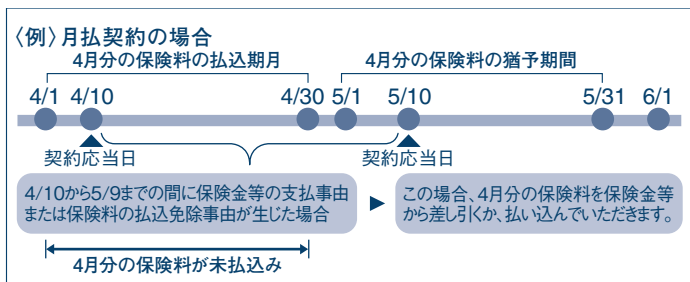 〈例〉月払契約の場合
4月分の保険料の払込期月
4月分の保険料の猶予期間
4/1 4/10 4/30 5/1 5/10 5/31 6/1
契約応当日 契約応当日
4/10から5/9までの間に保険金等の支払事由
または保険料の払込免除事由が生じた場合
この場合、4月分の保険料を保険金等
から差し引くか、払い込んでいただきます。
4月分の保険料が未払込み